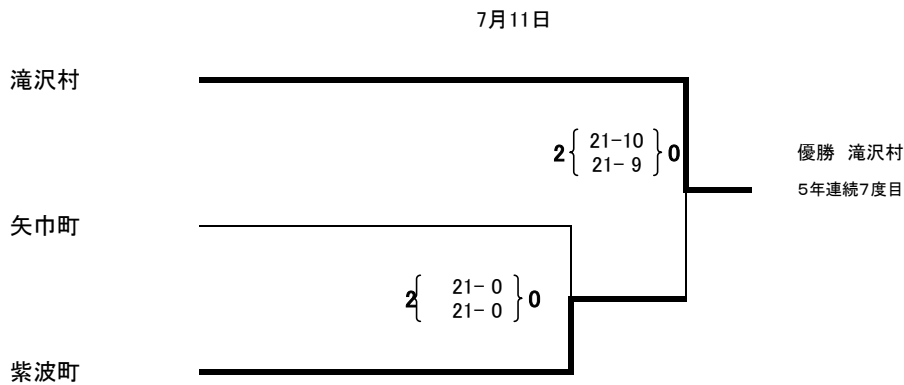 7月11日
滝沢村
2 { 21-10 } 0
21- 9
優勝 滝沢村
5年連続7度目
矢巾町
2 { 21- 0 } 0
21- 0
紫波町